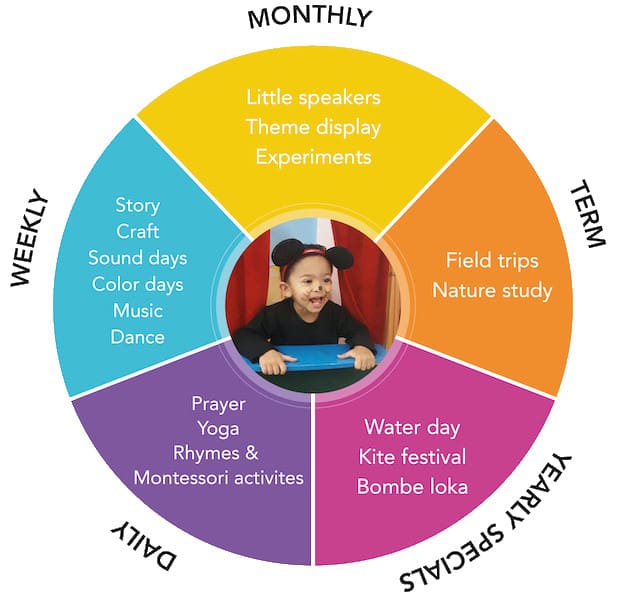 MONTHLY
Little speakers
Theme display
Experiments
TERM
Field trips
Nature study
YEARLY SPECIALS
Water day
Kite festival
Bombe loka
DAILY
Prayer
Yoga
Rhymes &
Montessori activites
WEEKLY
Story
Craft
Sound days
Color days
Music
Dance